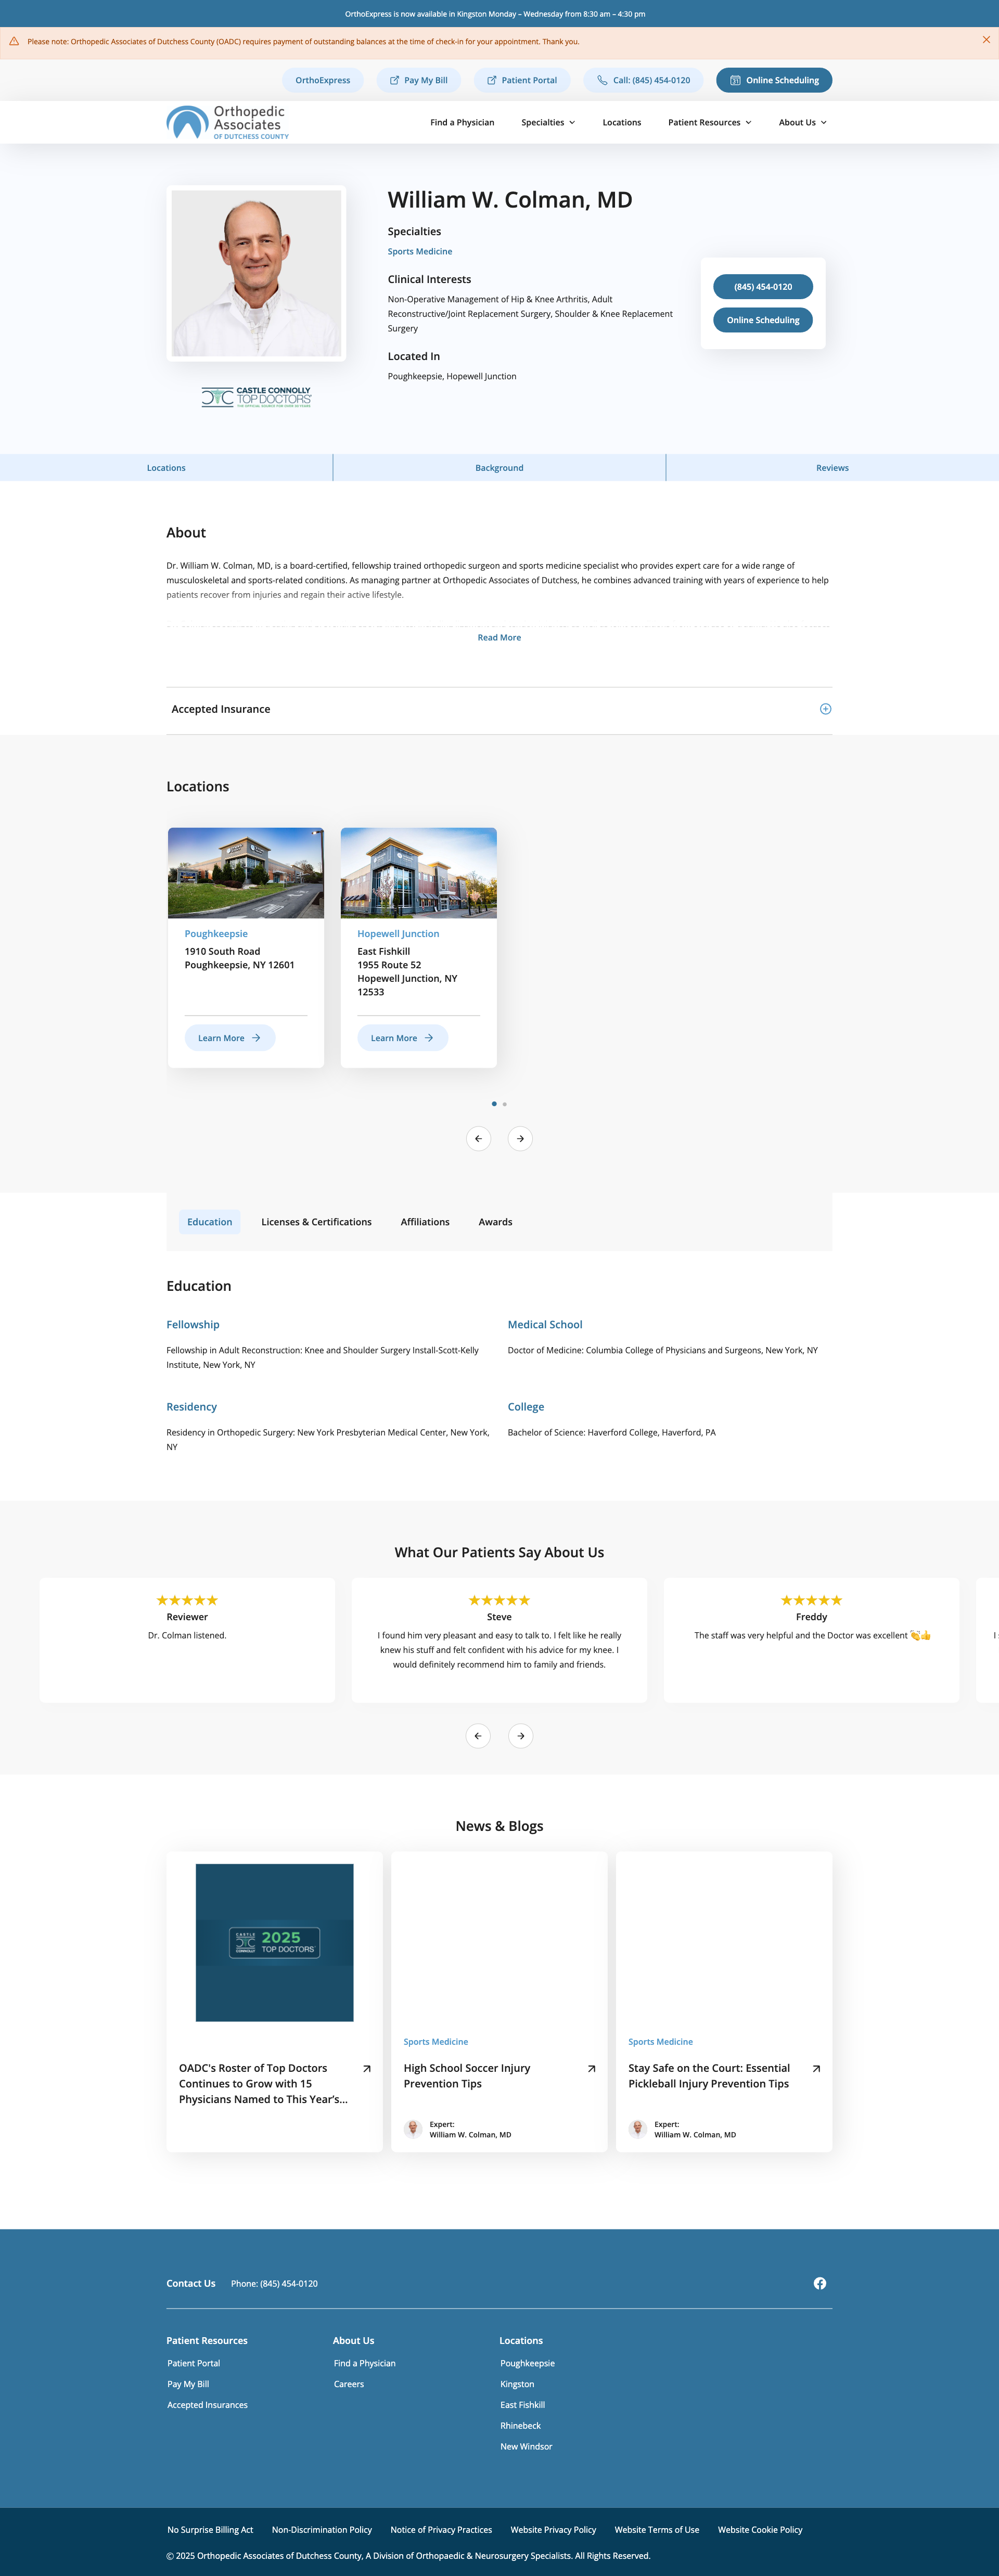 OrthoExpress is now available in Kingston Monday – Wednesday from 8:30 am – 4:30 pm
Please note: Orthopedic Associates of Dutchess County (OADC) requires payment of outstanding balances at the time of check-in for your appointment. Thank you.
OrthoExpress
Pay My Bill
Patient Portal
Call: (845) 454-0120
Online Scheduling
Orthopedic
Associates
OF DUTCHESS COUNTY
Find a Physician
Specialties
Locations
Patient Resources
About Us
William W. Colman, MD
Specialties
Sports Medicine
Clinical Interests
Non-Operative Management of Hip & Knee Arthritis, Adult
Reconstructive/Joint Replacement Surgery, Shoulder & Knee Replacement
Surgery
Located In
Poughkeepsie, Hopewell Junction
(845) 454-0120
Online Scheduling
CASTLE CONNOLLY
TOP DOCTORS
Locations
Background
Reviews
About
Dr. William W. Colman, MD, is a board-certified, fellowship trained orthopedic surgeon and sports medicine specialist who provides expert care for a wide range of
musculoskeletal and sports-related conditions. As managing partner at Orthopedic Associates of Dutchess, he combines advanced training with years of experience to help
patients recover from injuries and regain their active lifestyle.
Read More
Accepted Insurance
Locations
Poughkeepsie
1910 South Road
Poughkeepsie, NY 12601
Learn More
Hopewell Junction
East Fishkill
1955 Route 52
Hopewell Junction, NY
12533
Learn More
Education
Licenses & Certifications
Affiliations
Awards
Education
Fellowship
Fellowship in Adult Reconstruction: Knee and Shoulder Surgery Install-Scott-Kelly
Institute, New York, NY
Medical School
Doctor of Medicine: Columbia College of Physicians and Surgeons, New York, NY
Residency
Residency in Orthopedic Surgery: New York Presbyterian Medical Center, New York,
NY
College
Bachelor of Science: Haverford College, Haverford, PA
What Our Patients Say About Us
Reviewer
Dr. Colman listened.
Steve
I found him very pleasant and easy to talk to. I felt like he really
knew his stuff and felt confident with his advice for my knee. I
would definitely recommend him to family and friends.
Freddy
The staff was very helpful and the Doctor was excellent 👏👍
News & Blogs
CASTLE
CONNOLLY
2025
TOP DOCTORS
OADC's Roster of Top Doctors
Continues to Grow with 15
Physicians Named to This Year's...
Sports Medicine
High School Soccer Injury
Prevention Tips
Expert:
William W. Colman, MD
Sports Medicine
Stay Safe on the Court: Essential
Pickleball Injury Prevention Tips
Expert:
William W. Colman, MD
Contact Us
Phone: (845) 454-0120
Patient Resources
Patient Portal
Pay My Bill
Accepted Insurances
About Us
Find a Physician
Careers
Locations
Poughkeepsie
Kingston
East Fishkill
Rhinebeck
New Windsor
No Surprise Billing Act
Non-Discrimination Policy
Notice of Privacy Practices
Website Privacy Policy
Website Terms of Use
Website Cookie Policy
© 2025 Orthopedic Associates of Dutchess County, A Division of Orthopaedic & Neurosurgery Specialists. All Rights Reserved.